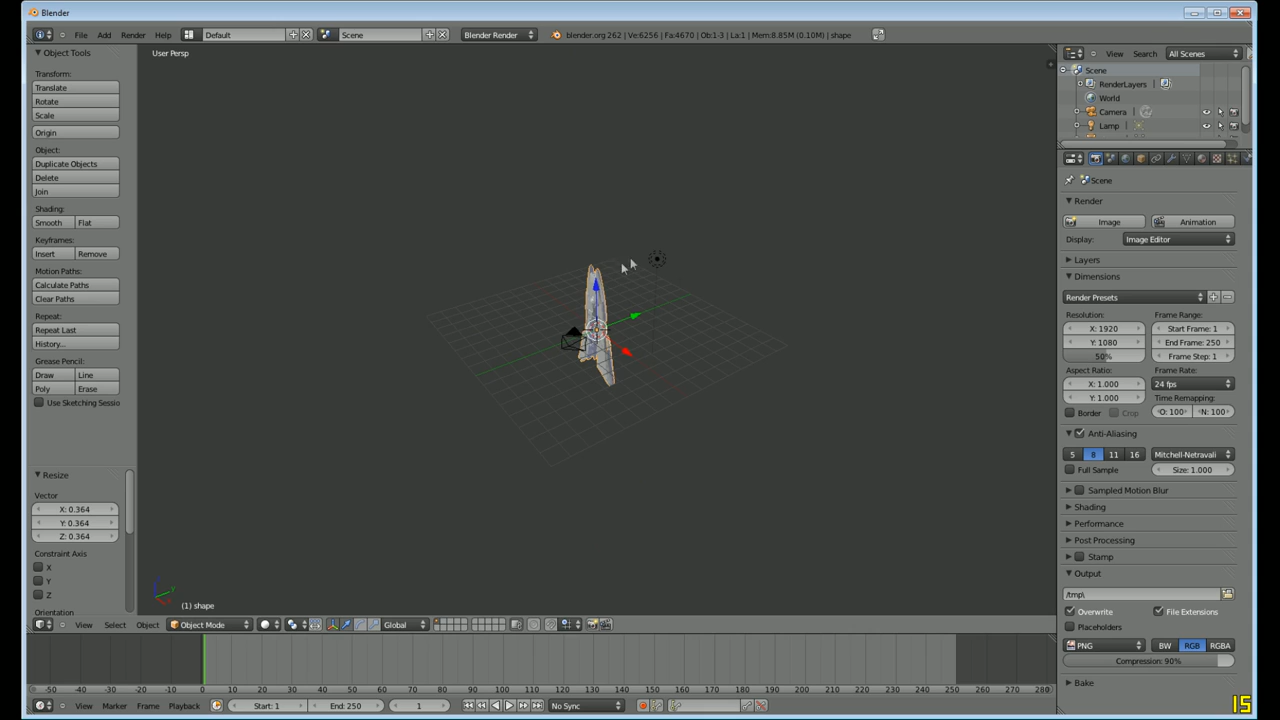 Blender
File Add Render Help Default Scene Blender Render blender.org 262 | Ve:6256 | Fa:4670 | Ob:1-3 | La:1 | Mem:8.85M (0.10M) | shape
Object Tools
Transform:
Translate
Rotate
Scale
Origin
Object:
Duplicate Objects
Delete
Join
Shading:
Smooth Flat
Keyframes:
Insert Remove
Motion Paths:
Calculate Paths
Clear Paths
Repeat:
Repeat Last
History...
Grease Pencil:
Draw Line
Poly Erase
Use Sketching Sessio
Resize
Vector
X: 0.364
Y: 0.364
Z: 0.364
Constraint Axis
X
Y
Z
Orientation
User Persp
(1) shape
View Select Object Object Mode Global
View Search All Scenes
Scene
RenderLayers |
World
Camera |
Lamp |
Scene
Render
Image Animation
Display: Image Editor
Layers
Dimensions
Render Presets
Resolution: Frame Range:
X: 1920 Start Frame: 1
Y: 1080 End Frame: 250
50% Frame Step: 1
Aspect Ratio: Frame Rate:
X: 1.000 24 fps
Y: 1.000 Time Remapping:
Border Crop O: 100 N: 100
Anti-Aliasing
5 8 11 16 Mitchell-Netravali
Full Sample Size: 1.000
Sampled Motion Blur
Shading
Performance
Post Processing
Stamp
Output
/tmp\
Overwrite File Extensions
Placeholders
PNG BW RGB RGBA
Compression: 90%
Bake
-50 -40 -30 -20 -10 0 10 20 30 40 50 60 70 80 90 100 110 120 130 140 150 160 170 180 190 200 210 220 230 240 250 260 270 280
View Marker Frame Playback Start: 1 End: 250 1 No Sync
15